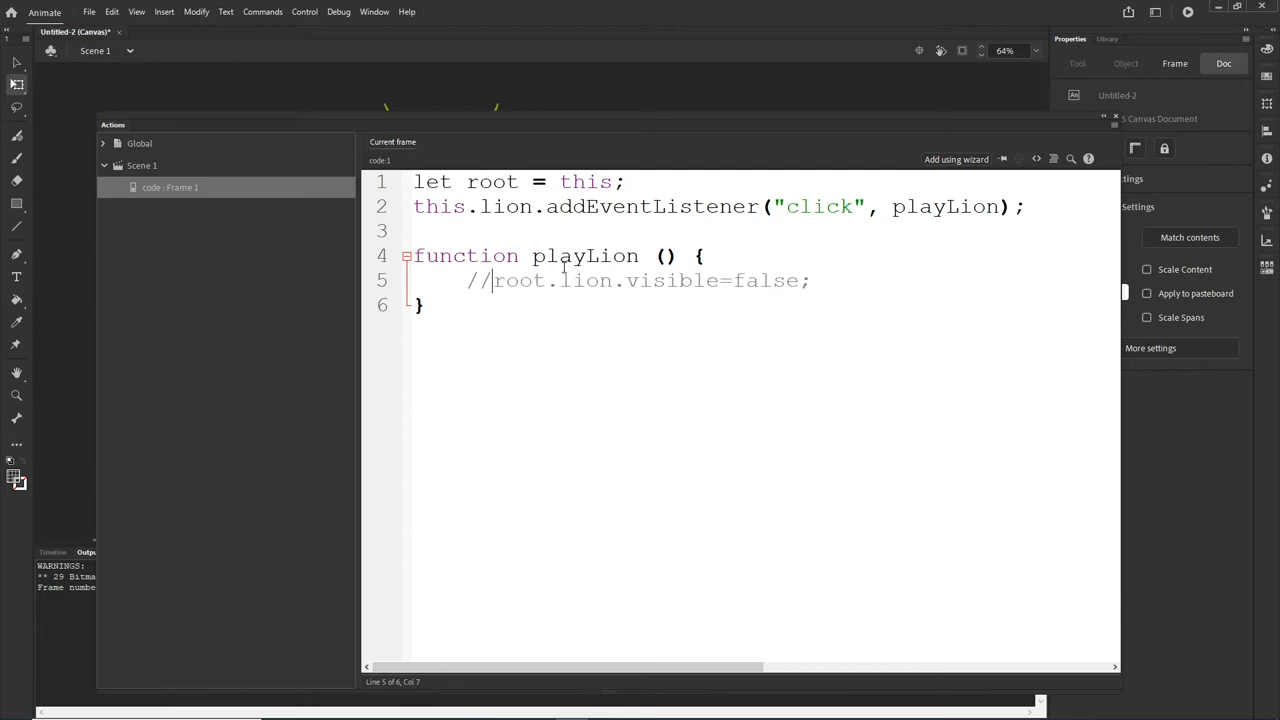 Animate File Edit View Insert Modify Text Commands Control Debug Window Help
Untitled-2 (Canvas)*
Scene 1
64%
Properties Library
Tool Object Frame Doc
An Untitled-2
5 Canvas Document
Actions
Global
Scene 1
code : Frame 1
Current frame
code:1
Add using wizard
1 let root = this;
2 this.lion.addEventListener("click", playLion);
3
4 function playLion () {
5 //root.lion.visible=false;
6 }
ttings
Settings
Match contents
Scale Content
Apply to pasteboard
Scale Spans
More settings
Timeline Outpu
WARNINGS:
** 29 Bitma
Frame numbe
Line 5 of 6, Col 7